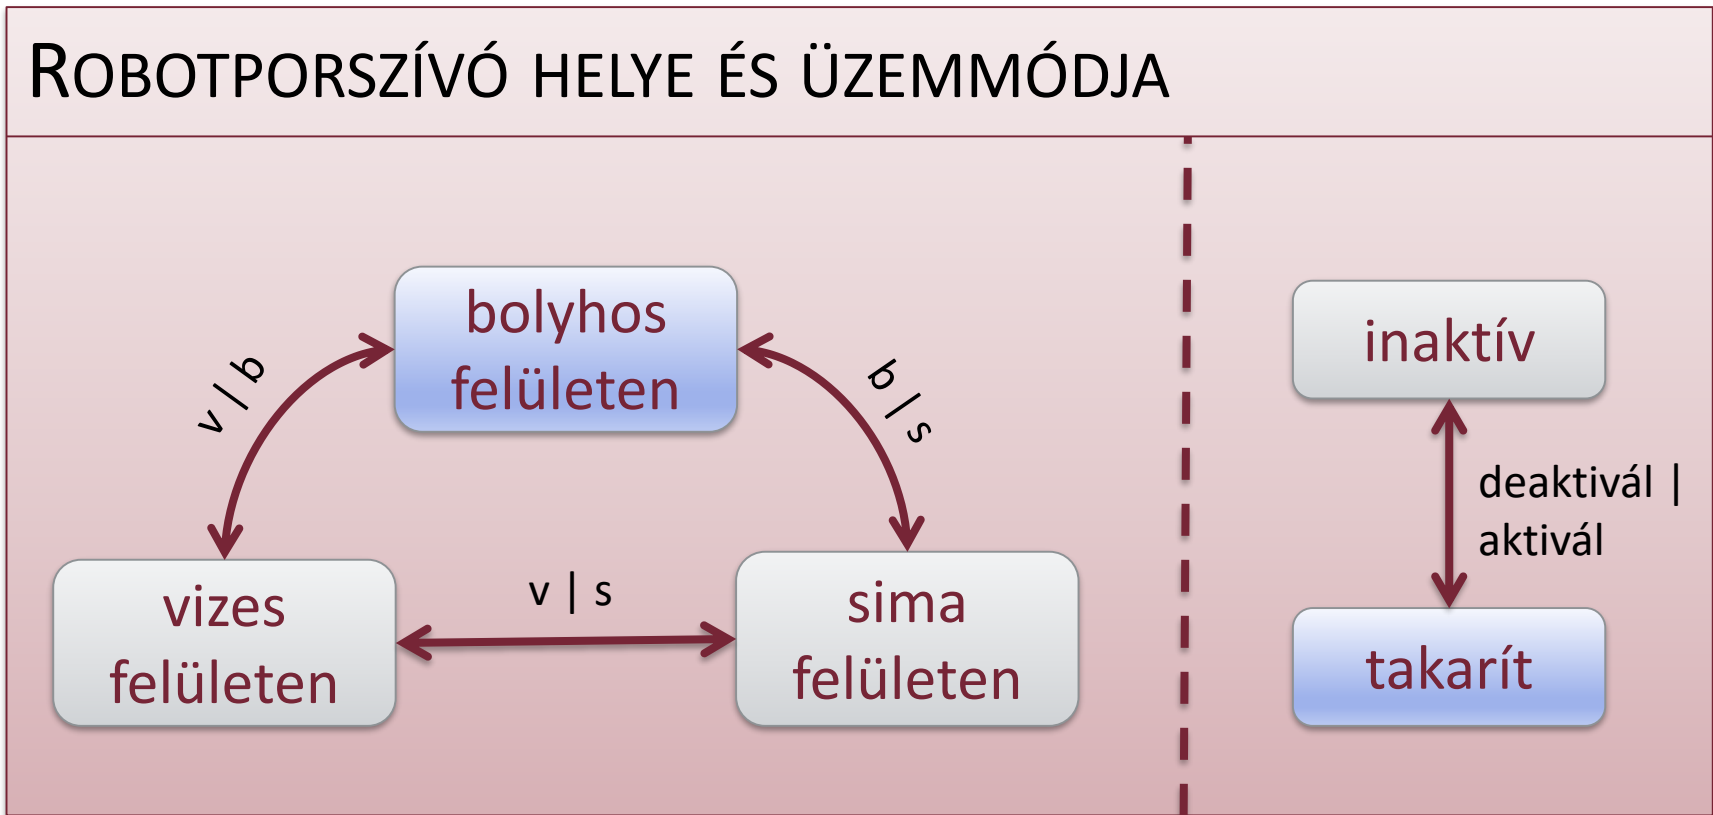 ROBOTPORSZÍVÓ HELYE ÉS ÜZEMMÓDJA
bolyhos
felületen
v | b
b | s
vizes
felületen
v | s
sima
felületen
inaktív
deaktivál |
aktivál
takarít